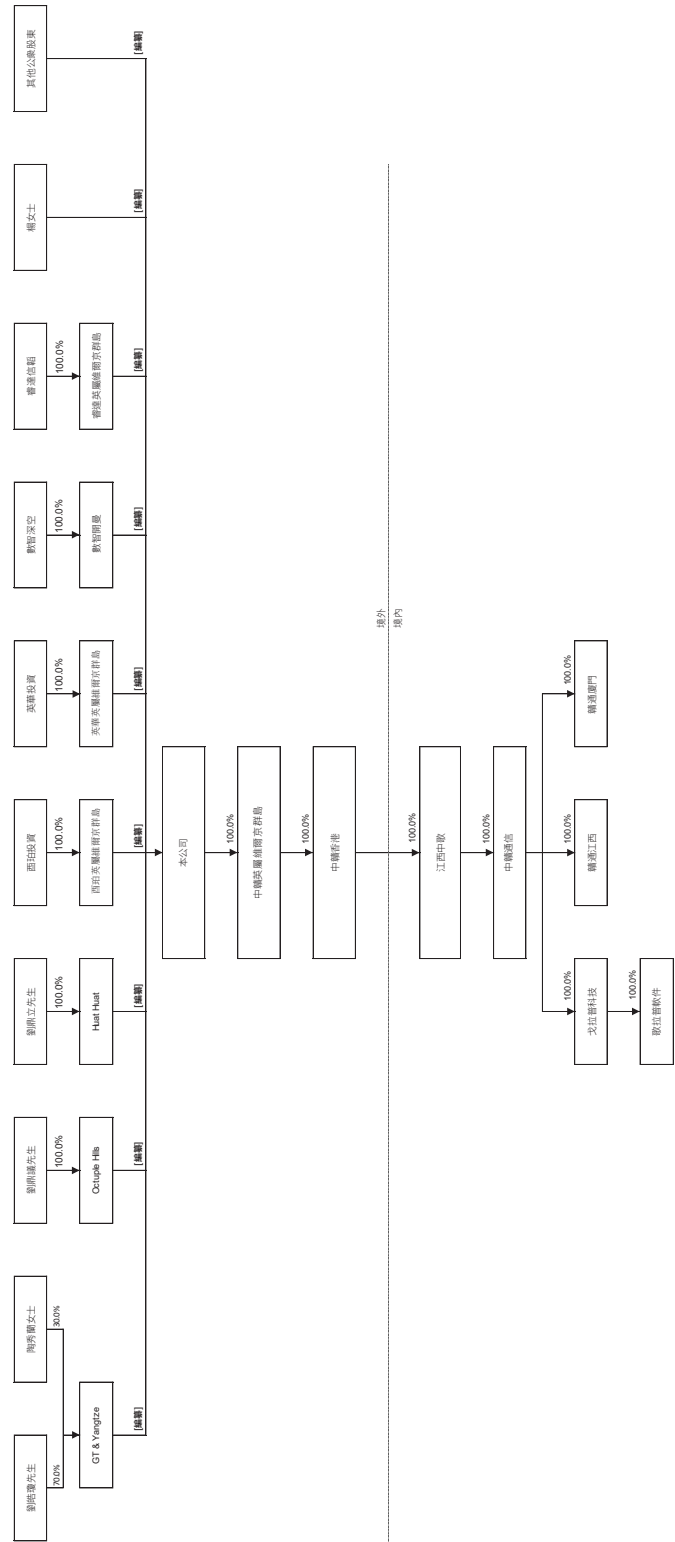 劉皓瓊先生
陶秀蘭女士
劉鼎議先生
劉鼎立先生
西珀投資
英華投資
數智深空
睿達信韜
楊女士
其他公衆股東
70.0%
30.0%
100.0%
100.0%
100.0%
100.0%
100.0%
100.0%
GT & Yangtze
Octuple Hills
Huat Huat
西珀英屬維爾京群島
英華英屬維爾京群島
數智開曼
睿達英屬維爾京群島
[編纂]
[編纂]
[編纂]
[編纂]
[編纂]
[編纂]
[編纂]
[編纂]
[編纂]
本公司
100.0%
中贛英屬維爾京群島
100.0%
中贛香港
境外
境內
100.0%
江西中歌
100.0%
中贛通信
100.0%
100.0%
100.0%
戈拉普科技
贛通江西
贛通廈門
100.0%
歌拉普軟件